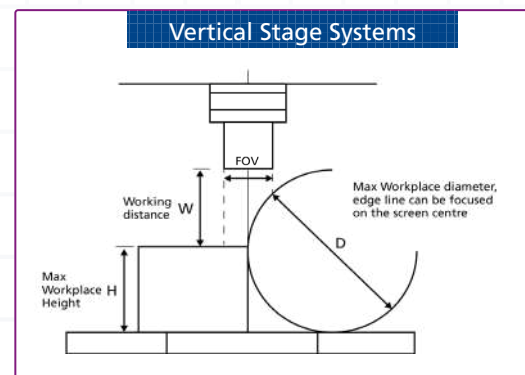 Vertical Stage Systems
FOV
Working
distance W
Max Workplace diameter,
edge line can be focused
on the screen centre
D
Max
Workplace H
Height